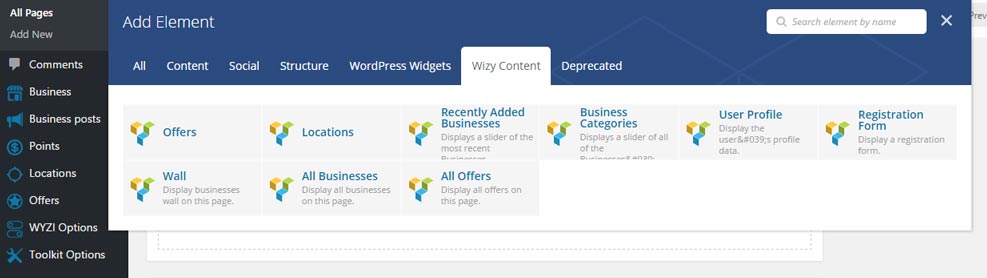 All Pages
Add New
Comments
Business
Business posts
Points
Locations
Offers
WYZI Options
Toolkit Options
Add Element
Search element by name
×
Prev
All
Content
Social
Structure
WordPress Widgets
Wizy Content
Deprecated
Offers
Locations
Recently Added
Businesses
Displays a slider of the
most recent
Businesses.
Business
Categories
Displays a slider of all
of the
Businesses&#039;
User Profile
Display the
user&#039;s profile
data.
Registration
Form
Display a registration
form.
Wall
Display businesses
wall on this page.
All Businesses
Display all businesses
on this page.
All Offers
Display all offers on
this page.